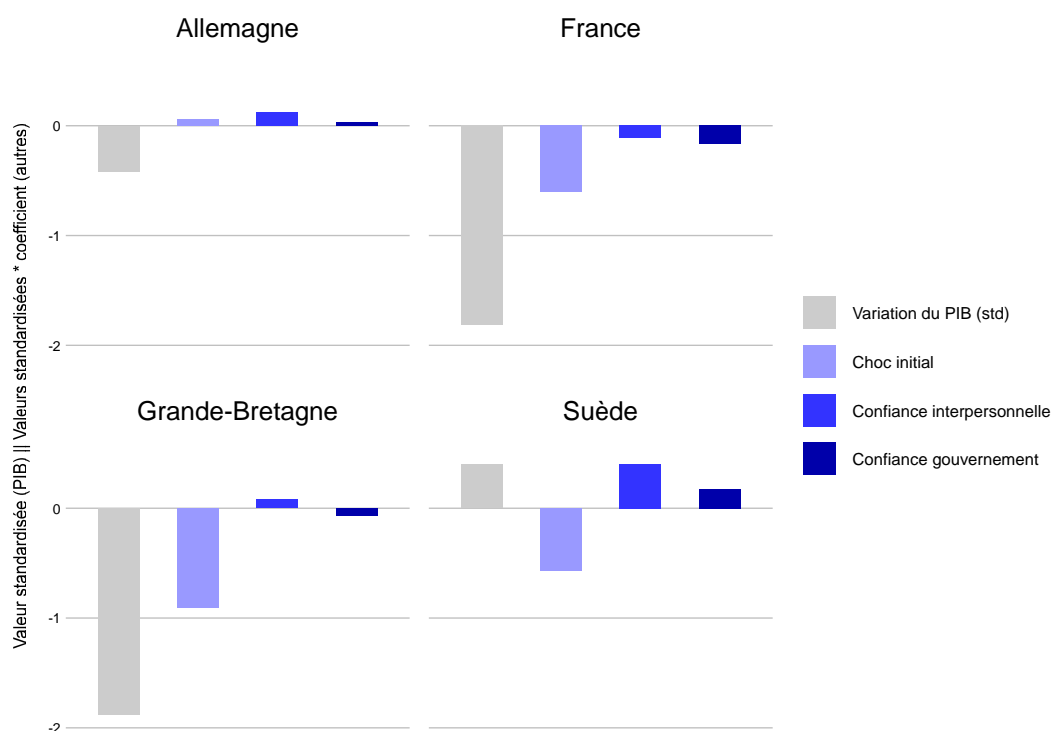 Allemagne
France
Valeur standardisée (PIB) || Valeurs standardisées * coefficient (autres)
0
-1
-2
Grande-Bretagne
Suède
0
-1
-2
Variation du PIB (std)
Choc initial
Confiance interpersonnelle
Confiance gouvernement